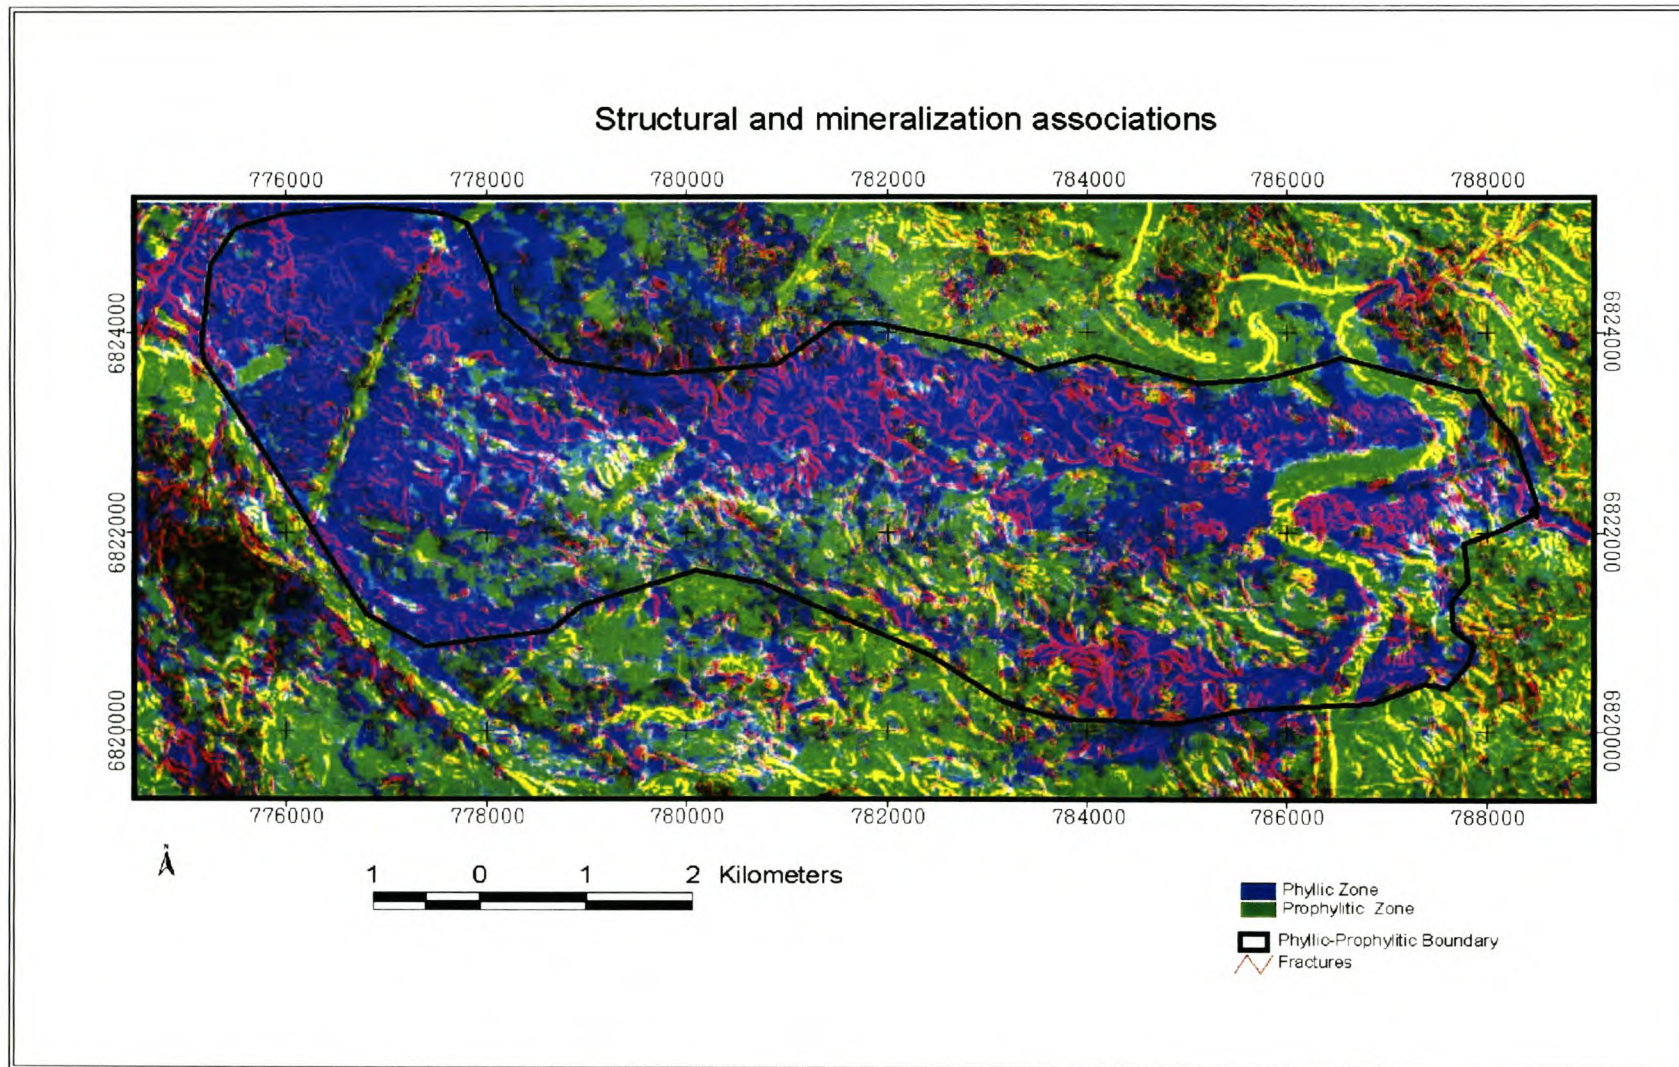 Structural and mineralization associations
776000 778000 780000 782000 784000 786000 788000
6824000 6824000
6822000 6822000
6820000 6820000
776000 778000 780000 782000 784000 786000 788000
N
1 0 1 2 Kilometers
Phyllic Zone
Prophylitic Zone
Phyllic-Prophylitic Boundary
Fractures